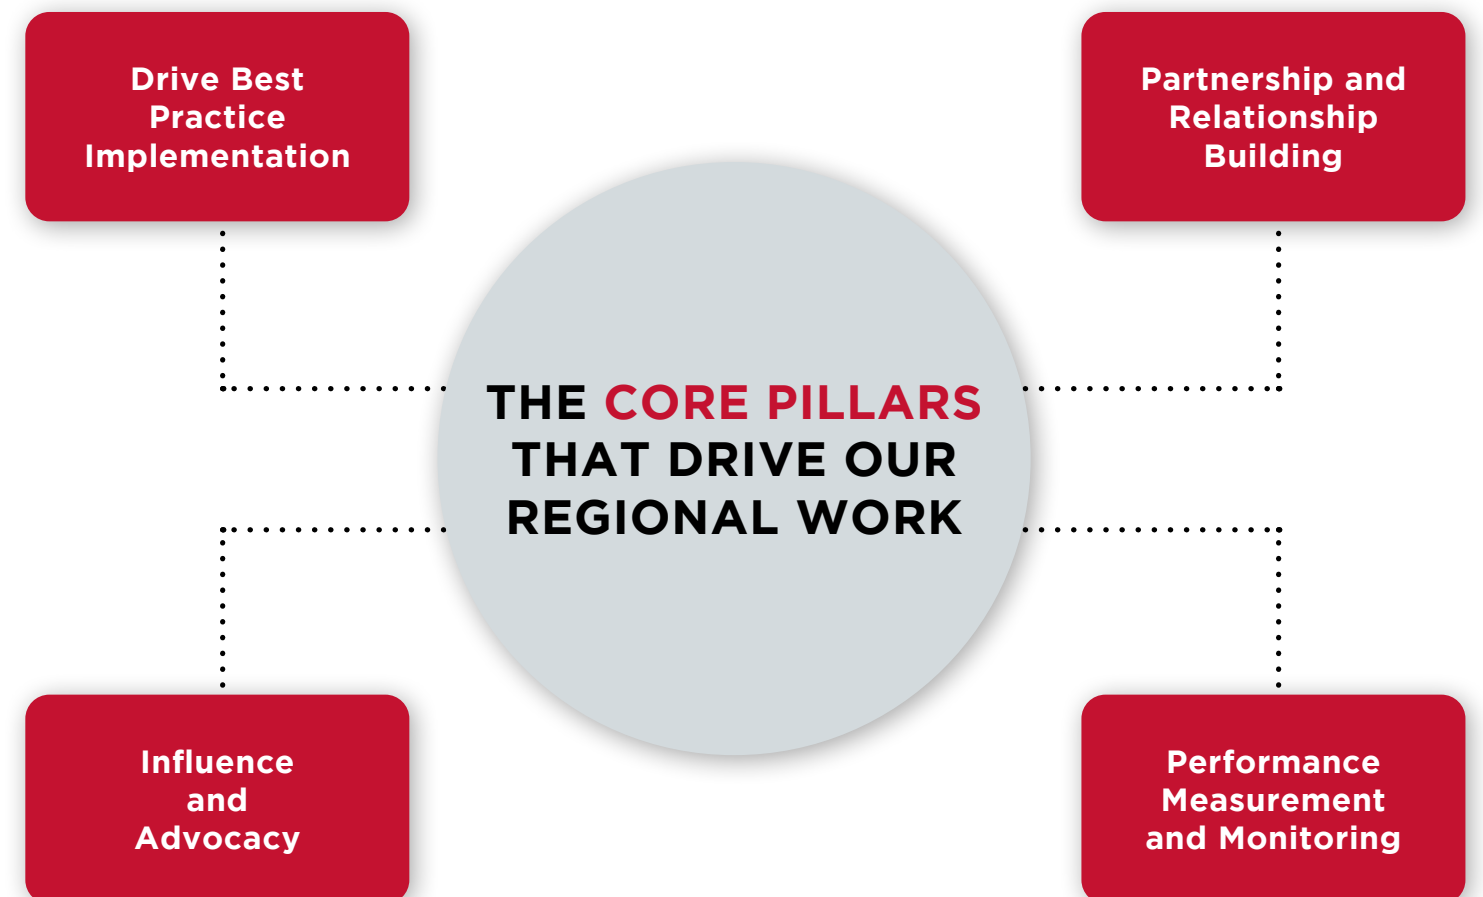 Drive Best
Practice
Implementation
Partnership and
Relationship
Building
THE CORE PILLARS
THAT DRIVE OUR
REGIONAL WORK
Influence
and
Advocacy
Performance
Measurement
and Monitoring